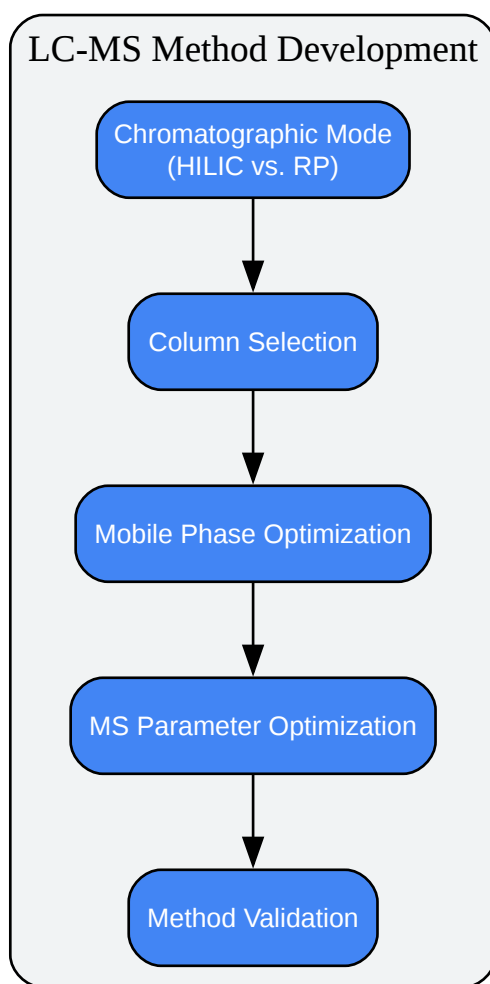 LC-MS Method Development
Chromatographic Mode
(HILIC vs. RP)
Column Selection
Mobile Phase Optimization
MS Parameter Optimization
Method Validation